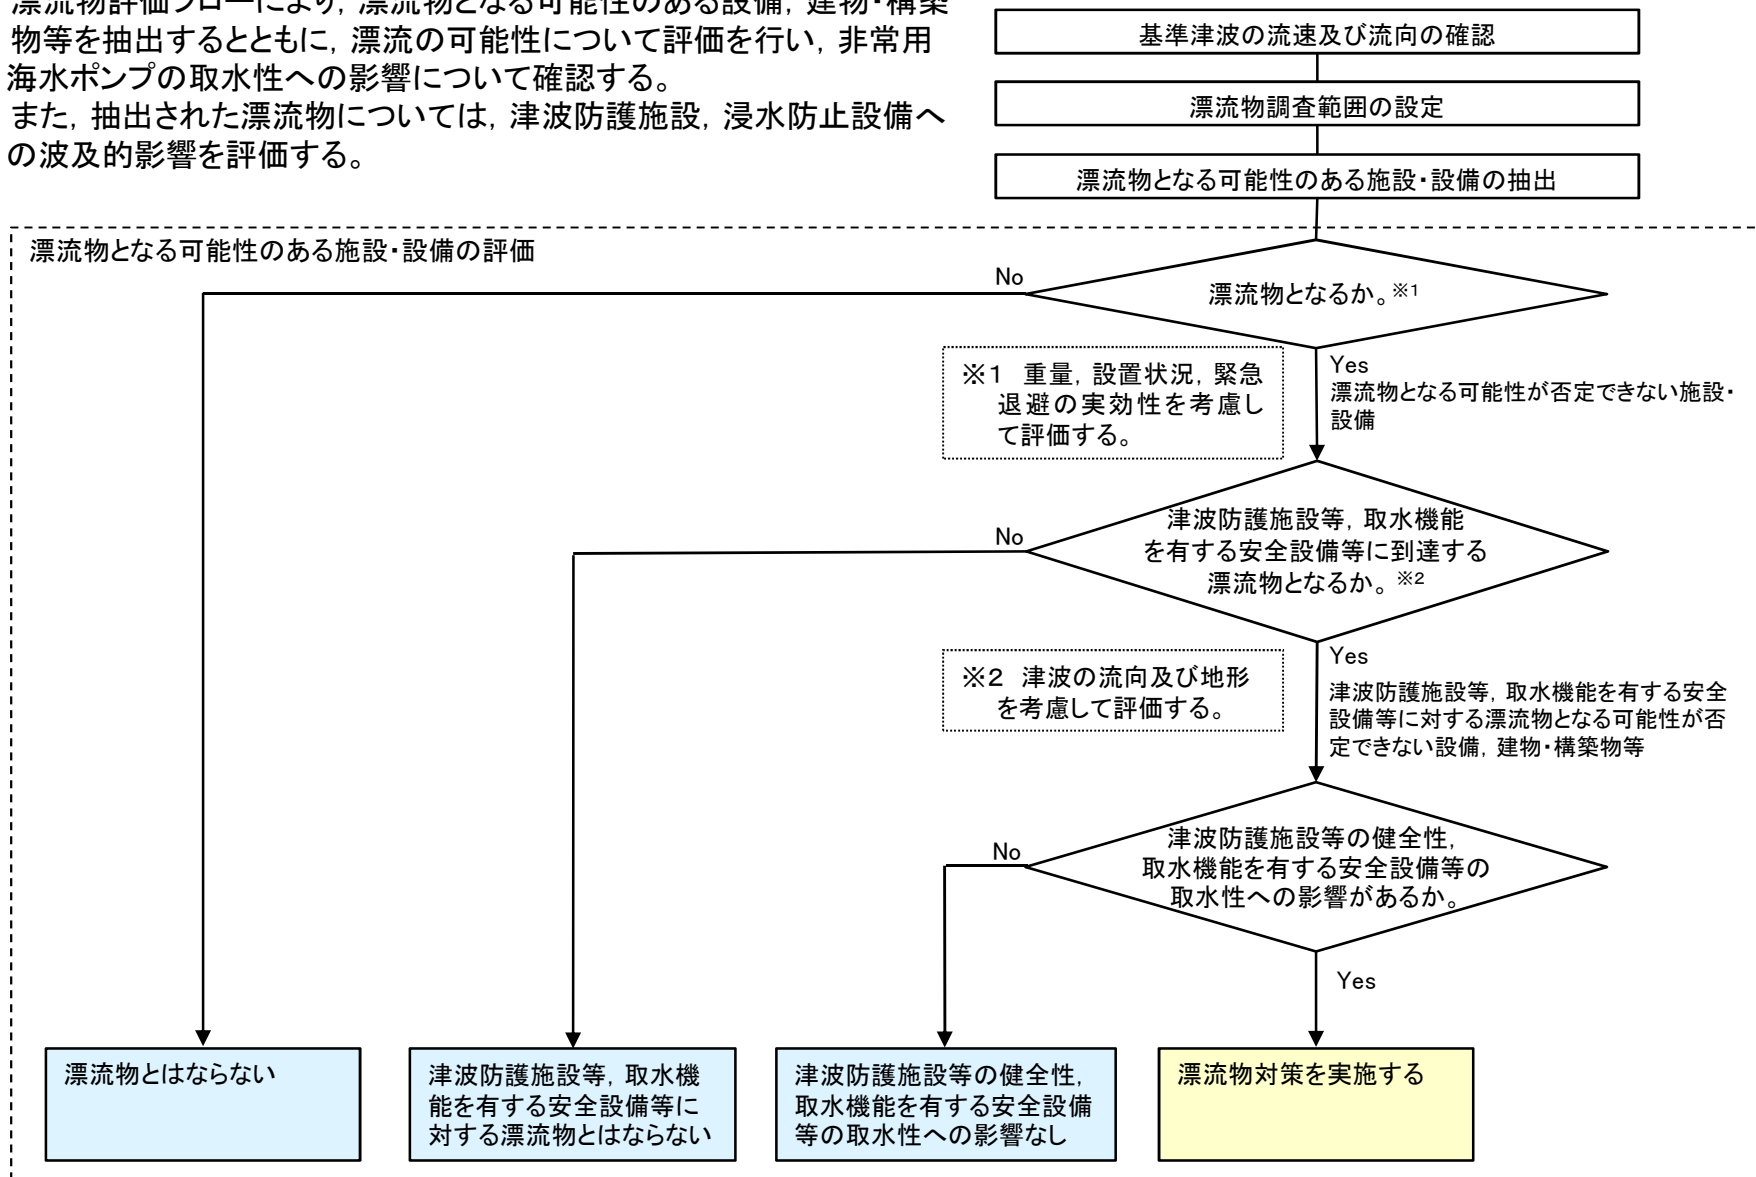 漂流物評価フローにより，漂流物となる可能性のある設備，建物・構築
物等を抽出するとともに，漂流の可能性について評価を行い，非常用
海水ポンプの取水性への影響について確認する。
また，抽出された漂流物については，津波防護施設，浸水防止設備へ
の波及的影響を評価する。
基準津波の流速及び流向の確認
漂流物調査範囲の設定
漂流物となる可能性のある施設・設備の抽出
漂流物となる可能性のある施設・設備の評価
漂流物となるか。※1
No
Yes
漂流物となる可能性が否定できない施設・
設備
※１ 重量，設置状況，緊急
退避の実効性を考慮し
て評価する。
津波防護施設等，取水機能
を有する安全設備等に到達する
漂流物となるか。※2
No
Yes
津波防護施設等，取水機能を有する安全
設備等に対する漂流物となる可能性が否
定できない設備，建物・構築物等
※２ 津波の流向及び地形
を考慮して評価する。
津波防護施設等の健全性，
取水機能を有する安全設備等の
取水性への影響があるか。
No
Yes
漂流物とはならない
津波防護施設等，取水機
能を有する安全設備等に
対する漂流物とはならない
津波防護施設等の健全性，
取水機能を有する安全設備
等の取水性への影響なし
漂流物対策を実施する